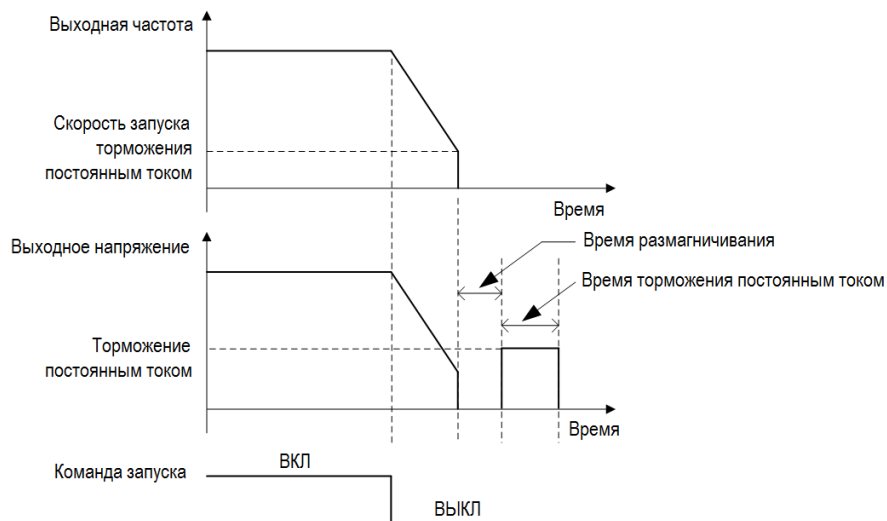 Выходная частота
Скорость запуска
торможения
постоянным током
Время
Выходное напряжение
Время размагничивания
Время торможения постоянным током
Торможение
постоянным током
Время
Команда запуска
ВКЛ
ВЫКЛ